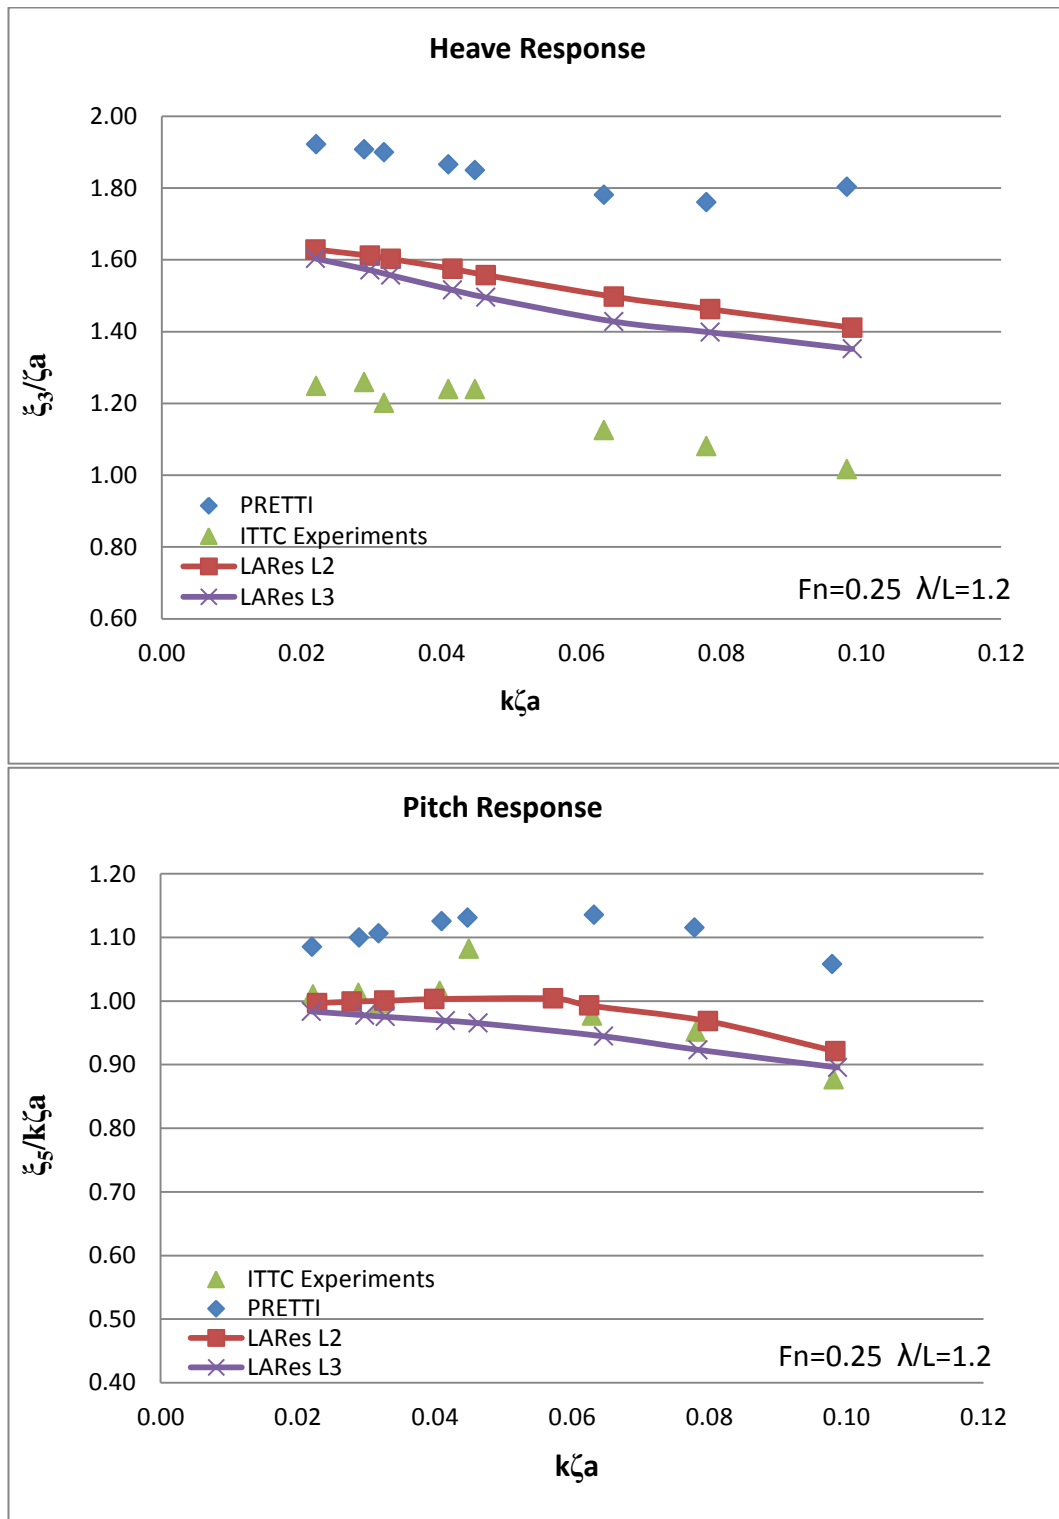 Heave Response
2.00
1.80
1.60
1.40
1.20
1.00
0.80
0.60
ξ3/ζa
PRETTI
ITTC Experiments
LARes L2
LARes L3
Fn=0.25 λ/L=1.2
0.00 0.02 0.04 0.06 0.08 0.10 0.12
kζa
Pitch Response
1.20
1.10
1.00
0.90
0.80
0.70
0.60
0.50
0.40
ξ5/kζa
ITTC Experiments
PRETTI
LARes L2
LARes L3
Fn=0.25 λ/L=1.2
0.00 0.02 0.04 0.06 0.08 0.10 0.12
kζa